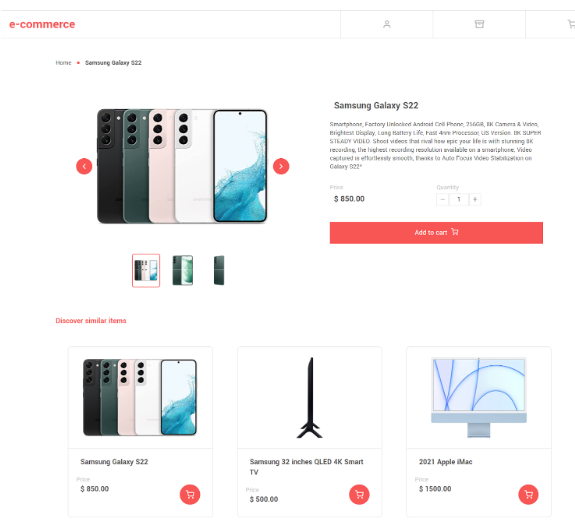 e-commerce
Home • Samsung Galaxy S22
Samsung Galaxy S22
Smartphone, Factory Unlocked Android Cell Phone, 256GB, 8K Camera & Video,
Brightest Display, Long Battery Life, Fast 4nm Processor, US Version. 8K SUPER
STEADY VIDEO: Shoot videos that rival how epic your life is with stunning 8K
recording, the highest recording resolution available on a smartphone; Video
captured is effortlessly smooth, thanks to Auto Focus Video Stabilization on
Galaxy S22*
Price
Quantity
$ 850.00
− 1 +
Add to cart
Discover similar items
Samsung Galaxy S22
Price
$ 850.00
Samsung 32 inches QLED 4K Smart
TV
Price
$ 500.00
2021 Apple iMac
Price
$ 1500.00